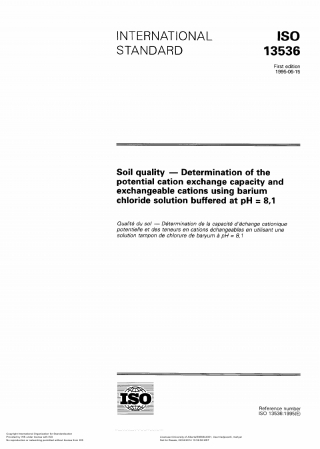 INTERNATIONAL
STANDARD
ISO
13536
First edition
1995-06-15
Soil quality — Determination of the
potential cation exchange capacity and
exchangeable cations using barium
chloride solution buffered at pH = 8,1
Qualité du sol — Détermination de la capacité d'échange cationique
potentielle et des teneurs en cations échangeables en utilisant une
solution tampon de chlorure de baryum à pH = 8,1
ISO
Reference number
ISO 13536:1995(E)